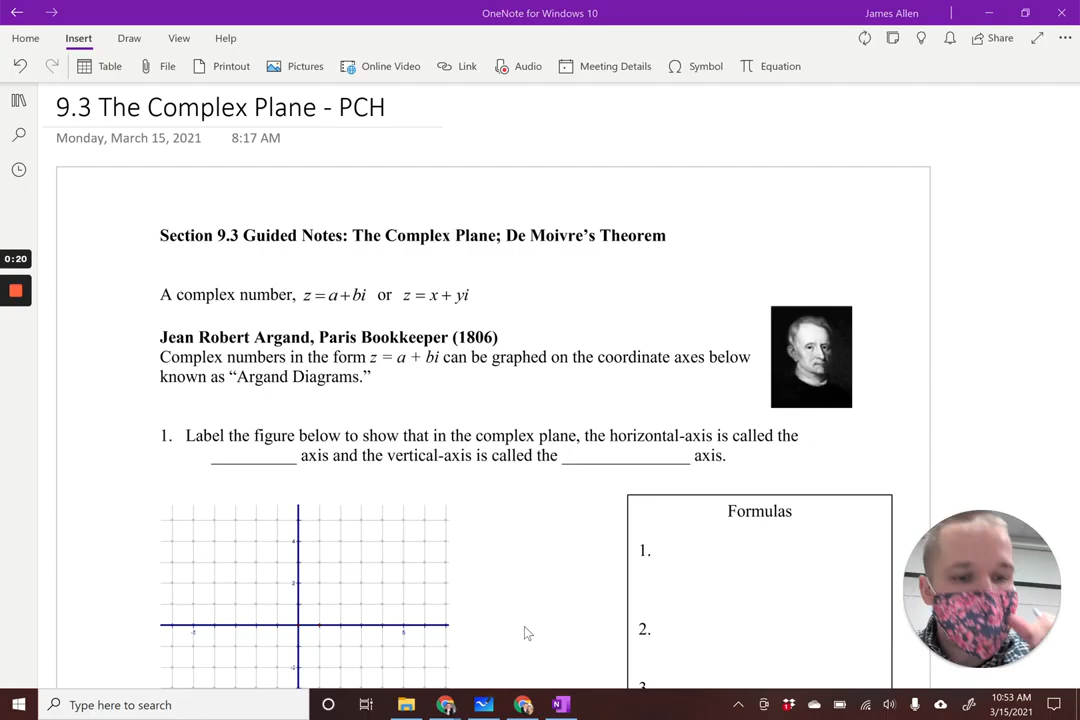 OneNote for Windows 10
James Allen
Home Insert Draw View Help
Share
Table File Printout Pictures Online Video Link Audio Meeting Details Symbol Equation
9.3 The Complex Plane - PCH
Monday, March 15, 2021 8:17 AM
Section 9.3 Guided Notes: The Complex Plane; De Moivre's Theorem
0:20
A complex number, z = a + bi or z = x + yi
Jean Robert Argand, Paris Bookkeeper (1806)
Complex numbers in the form z = a + bi can be graphed on the coordinate axes below
known as “Argand Diagrams.”
1. Label the figure below to show that in the complex plane, the horizontal-axis is called the
__________ axis and the vertical-axis is called the _______________ axis.
Formulas
4
1.
2
2.
5
3.
Type here to search
10:53 AM
3/15/2021